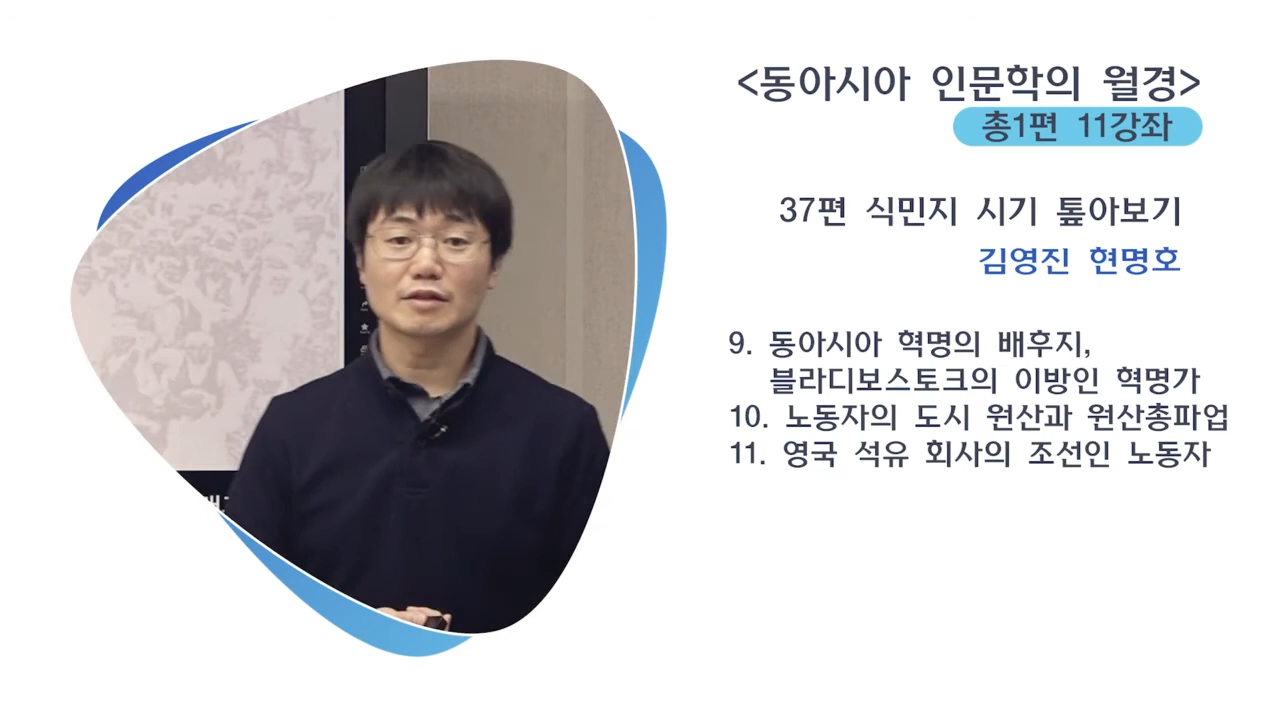 <동아시아 인문학의 월경>
총1편 11강좌
37편 식민지 시기 톺아보기
김영진 현명호
9. 동아시아 혁명의 배후지,
블라디보스토크의 이방인 혁명가
10. 노동자의 도시 원산과 원산총파업
11. 영국 석유 회사의 조선인 노동자